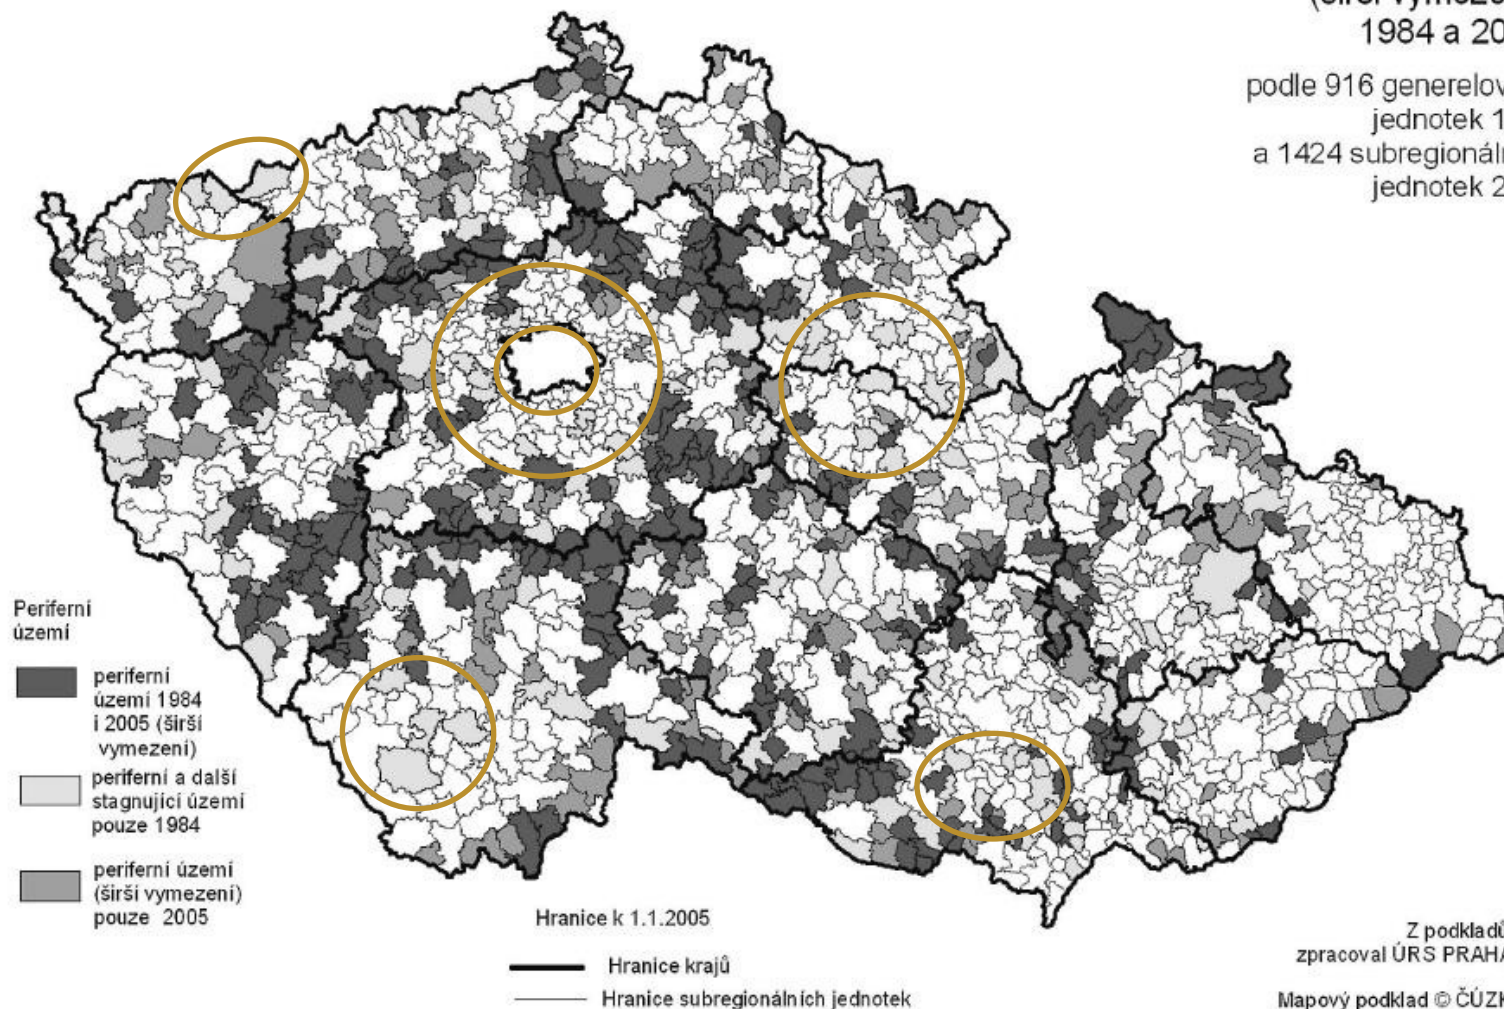 1984 a 20
podle 916 generelov
jednotek 1
a 1424 subregionáln
jednotek 2
Periferní
území
periferní
území 1984
i 2005 (širší
vymezení)
periferní a další
stagnující území
pouze 1984
periferní území
(širší vymezení)
pouze 2005
Hranice k 1.1.2005
Hranice krajů
Hranice subregionálních jednotek
Z podkladů
zpracoval ÚRS PRAHA
Mapový podklad © ČÚZK